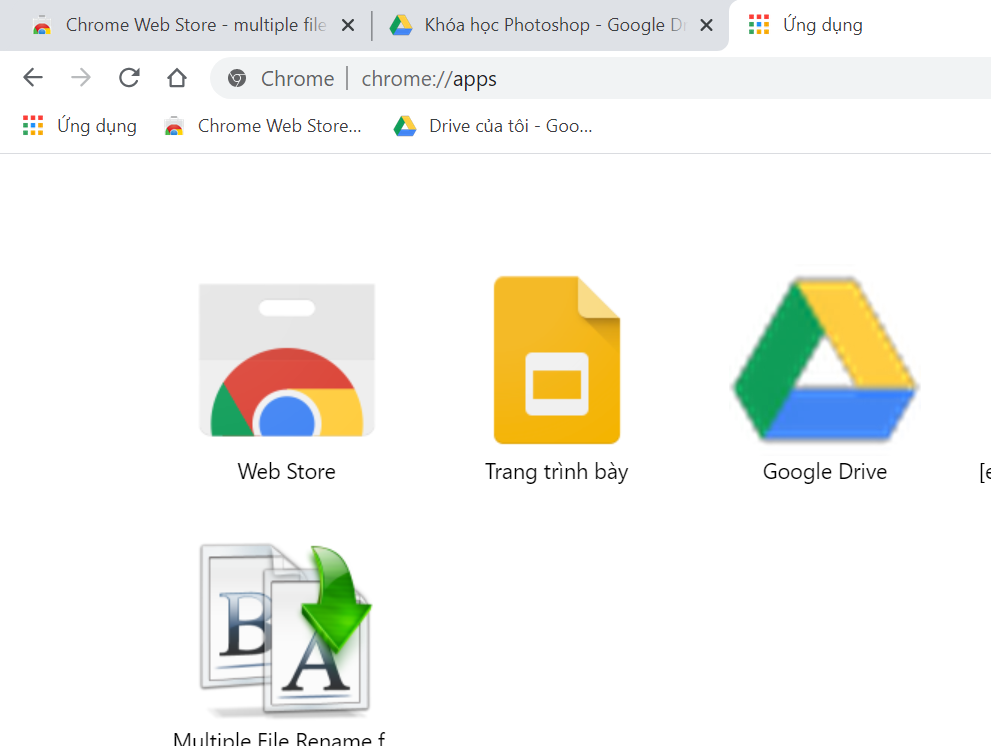 Chrome Web Store - multiple file
Khóa học Photoshop - Google Dr
Ứng dụng
Chrome
chrome://apps
Ứng dụng
Chrome Web Store...
Drive của tôi - Goo...
Web Store
Trang trình bày
Google Drive
[e
B
A
Multiple File Rename f